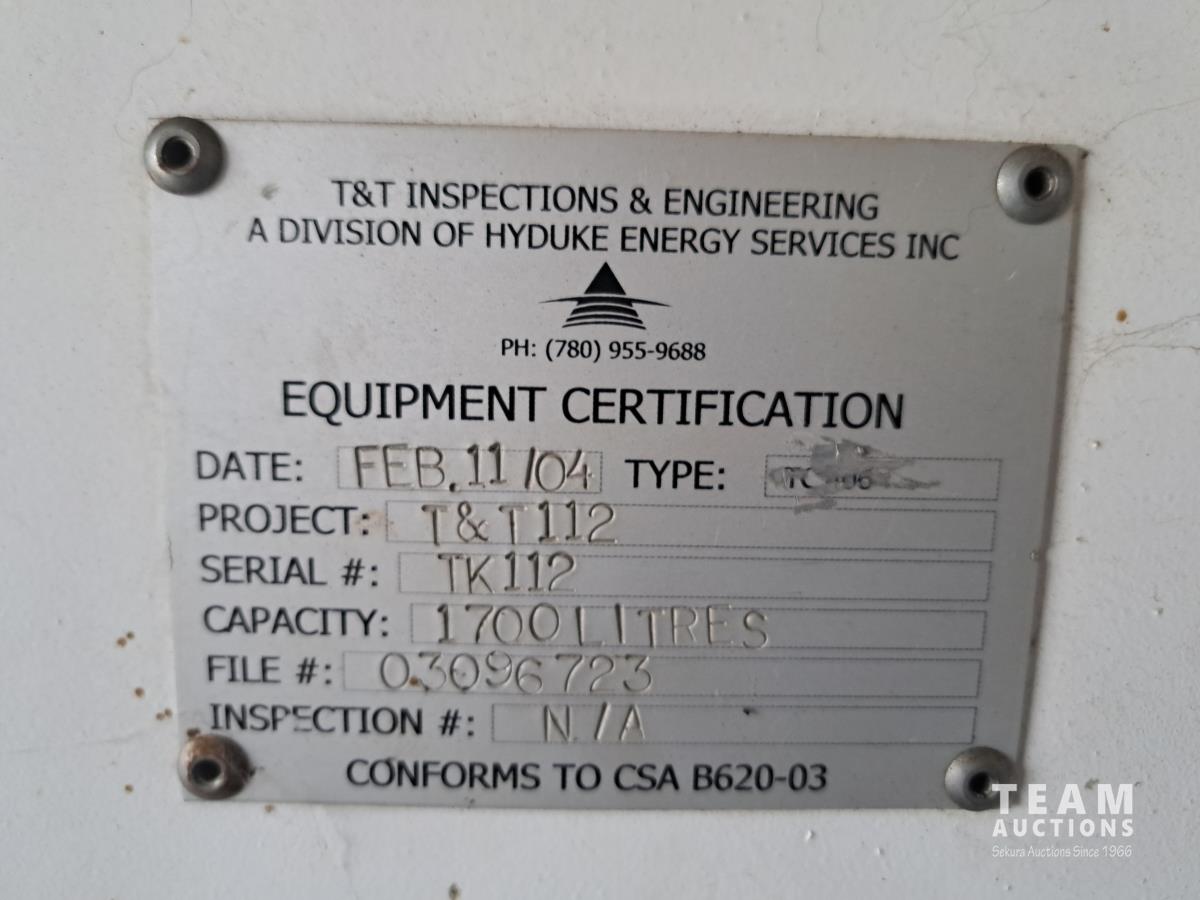 T&T INSPECTIONS & ENGINEERING
A DIVISION OF HYDUKE ENERGY SERVICES INC
PH: (780) 955-9688
EQUIPMENT CERTIFICATION
DATE: FEB.11/04 TYPE:
PROJECT: T&T112
SERIAL #: TK112
CAPACITY: 1700 LITRES
FILE #: 03096723
INSPECTION #: N/A
CONFORMS TO CSA B620-03
TEAM
AUCTIONS
Sekura Auctions Since 1966